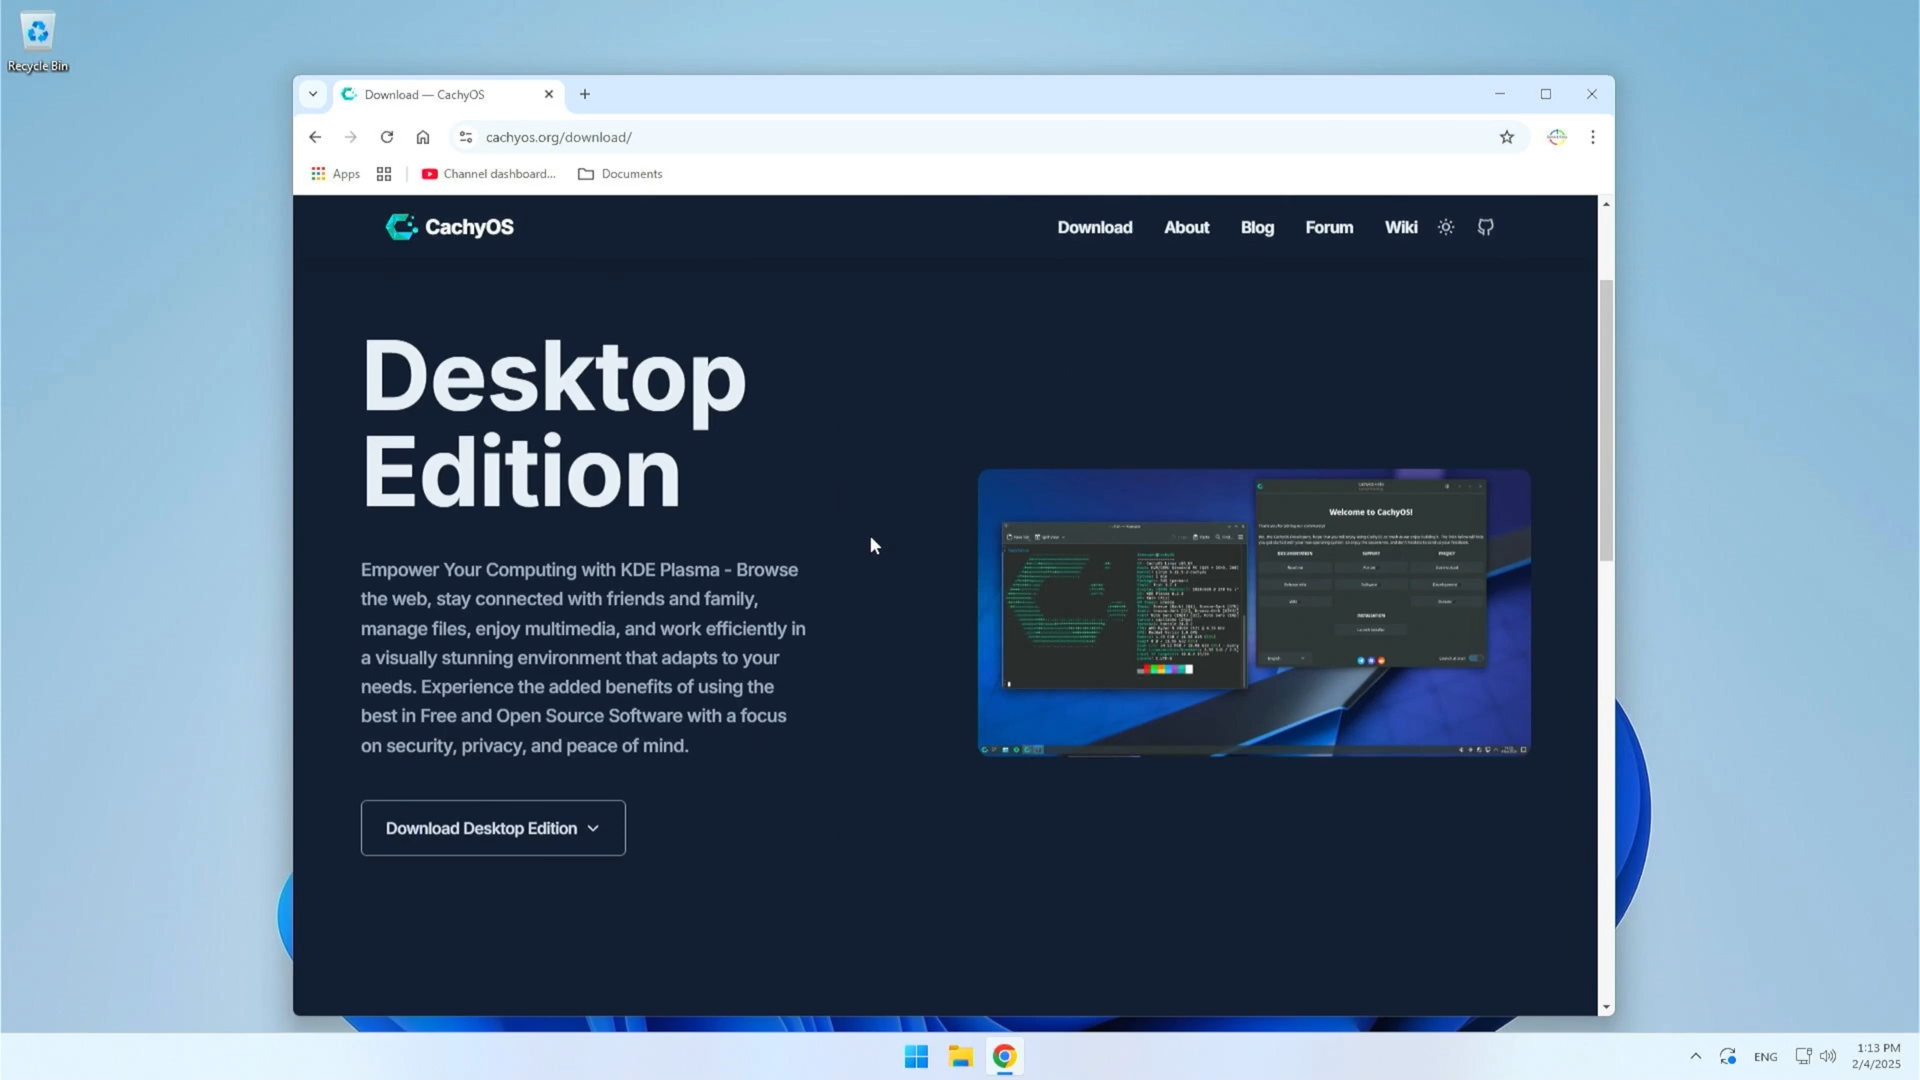 Recycle Bin
Download — CachyOS
cachyos.org/download/
Apps
Channel dashboard...
Documents
CachyOS
Download
About
Blog
Forum
Wiki
Desktop
Edition
Empower Your Computing with KDE Plasma - Browse
the web, stay connected with friends and family,
manage files, enjoy multimedia, and work efficiently in
a visually stunning environment that adapts to your
needs. Experience the added benefits of using the
best in Free and Open Source Software with a focus
on security, privacy, and peace of mind.
Download Desktop Edition
Welcome to CachyOS!
DOCUMENTATION
SUPPORT
PROJECT
INSTALLATION
ENG
1:13 PM
2/4/2025